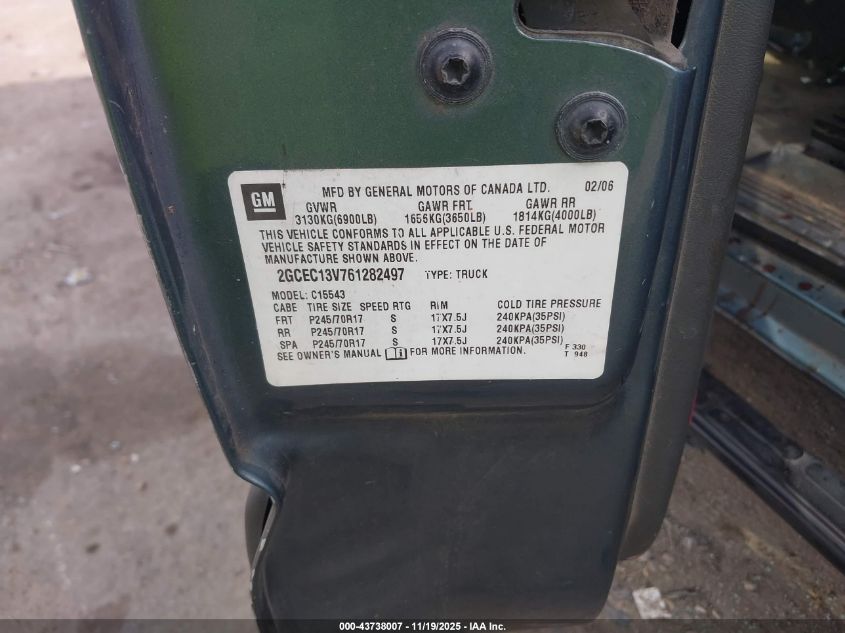 GM
MFD BY GENERAL MOTORS OF CANADA LTD. 02/06
GVWR GAWR FRT GAWR RR
3130KG(6900LB) 1656KG(3650LB) 1814KG(4000LB)
THIS VEHICLE CONFORMS TO ALL APPLICABLE U.S. FEDERAL MOTOR
VEHICLE SAFETY STANDARDS IN EFFECT ON THE DATE OF
MANUFACTURE SHOWN ABOVE.
2GCEC13V761282497 TYPE: TRUCK
MODEL: C15543
CABE TIRE SIZE SPEED RTG RIM COLD TIRE PRESSURE
FRT P245/70R17 S 17X7.5J 240KPA(35PSI)
RR P245/70R17 S 17X7.5J 240KPA(35PSI)
SPA P245/70R17 S 17X7.5J 240KPA(35PSI)
SEE OWNER'S MANUAL FOR MORE INFORMATION.
F 330
T 948
000-43738007 - 11/19/2025 - IAA Inc.